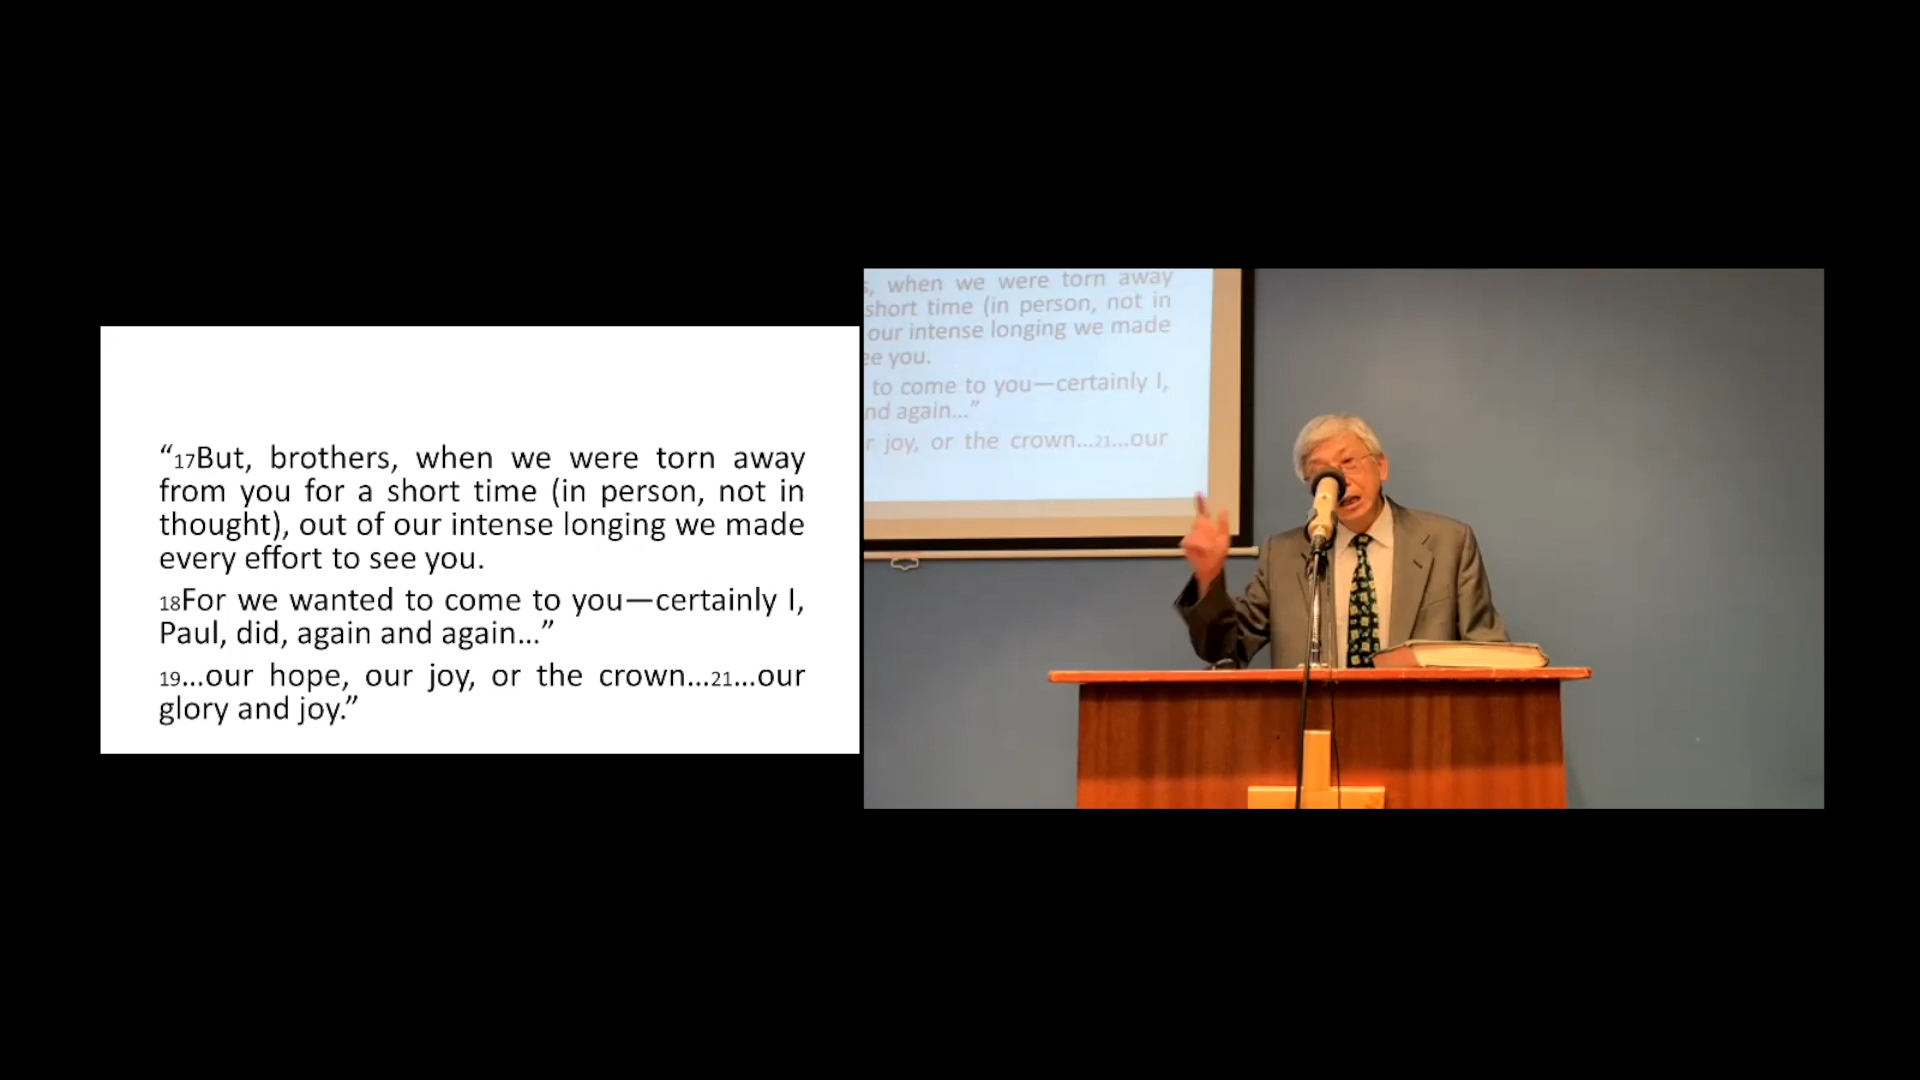 “17But, brothers, when we were torn away
from you for a short time (in person, not in
thought), out of our intense longing we made
every effort to see you.
18For we wanted to come to you—certainly I,
Paul, did, again and again...”
19...our hope, our joy, or the crown...21...our
glory and joy.”
, when we were torn away
short time (in person, not in
our intense longing we made
ee you.
to come to you—certainly I,
nd again...”
r joy, or the crown...21...our